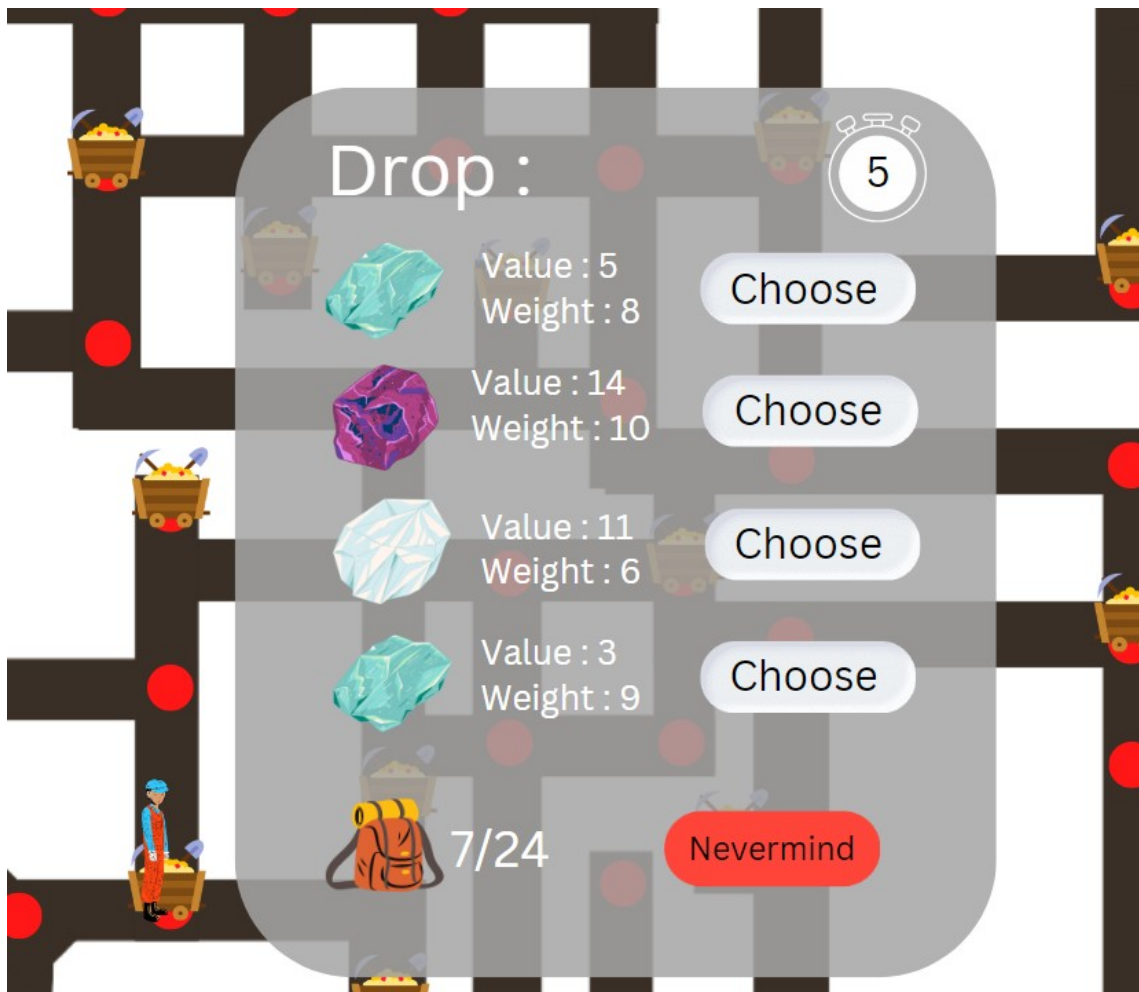 Drop :
5
Value : 5
Weight : 8
Choose
Value : 14
Weight : 10
Choose
Value : 11
Weight : 6
Choose
Value : 3
Weight : 9
Choose
7/24
Nevermind